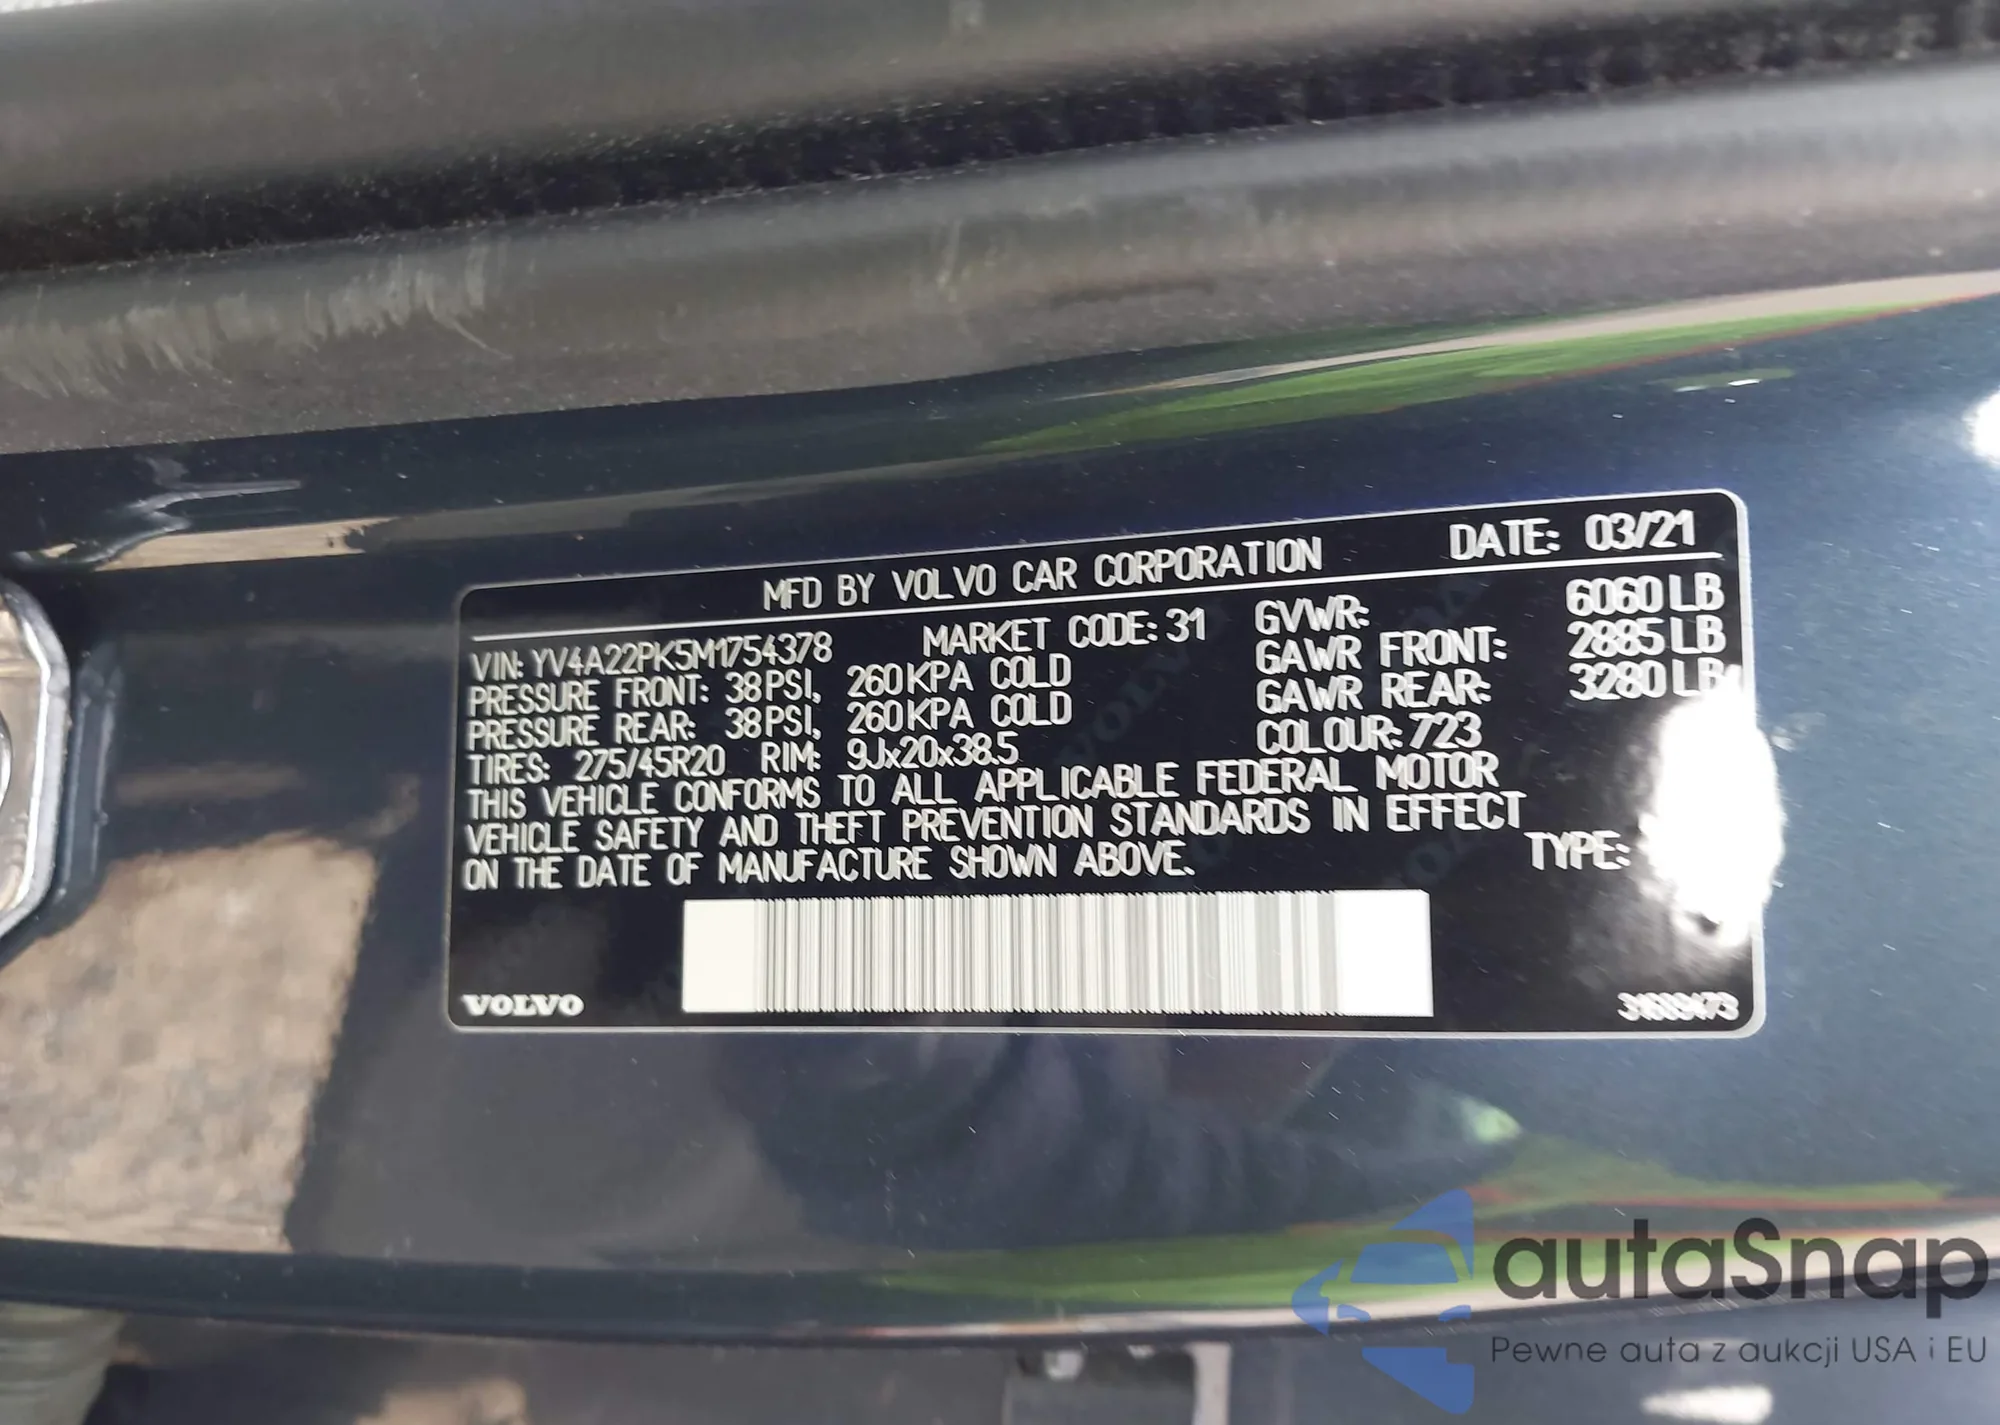 MFD BY VOLVO CAR CORPORATION DATE: 03/21
VIN: YV4A22PK5M1754378 MARKET CODE: 31 GVWR: 6060 LB
PRESSURE FRONT: 38 PSI, 260 KPA COLD GAWR FRONT: 2885 LB
PRESSURE REAR: 38 PSI, 260 KPA COLD GAWR REAR: 3280 LB
TIRES: 275/45R20 RIM: 9Jx20x38.5 COLOUR: 723
THIS VEHICLE CONFORMS TO ALL APPLICABLE FEDERAL MOTOR
VEHICLE SAFETY AND THEFT PREVENTION STANDARDS IN EFFECT
ON THE DATE OF MANUFACTURE SHOWN ABOVE. TYPE:
VOLVO
autaSnap
Pewne auta z aukcji USA i EU